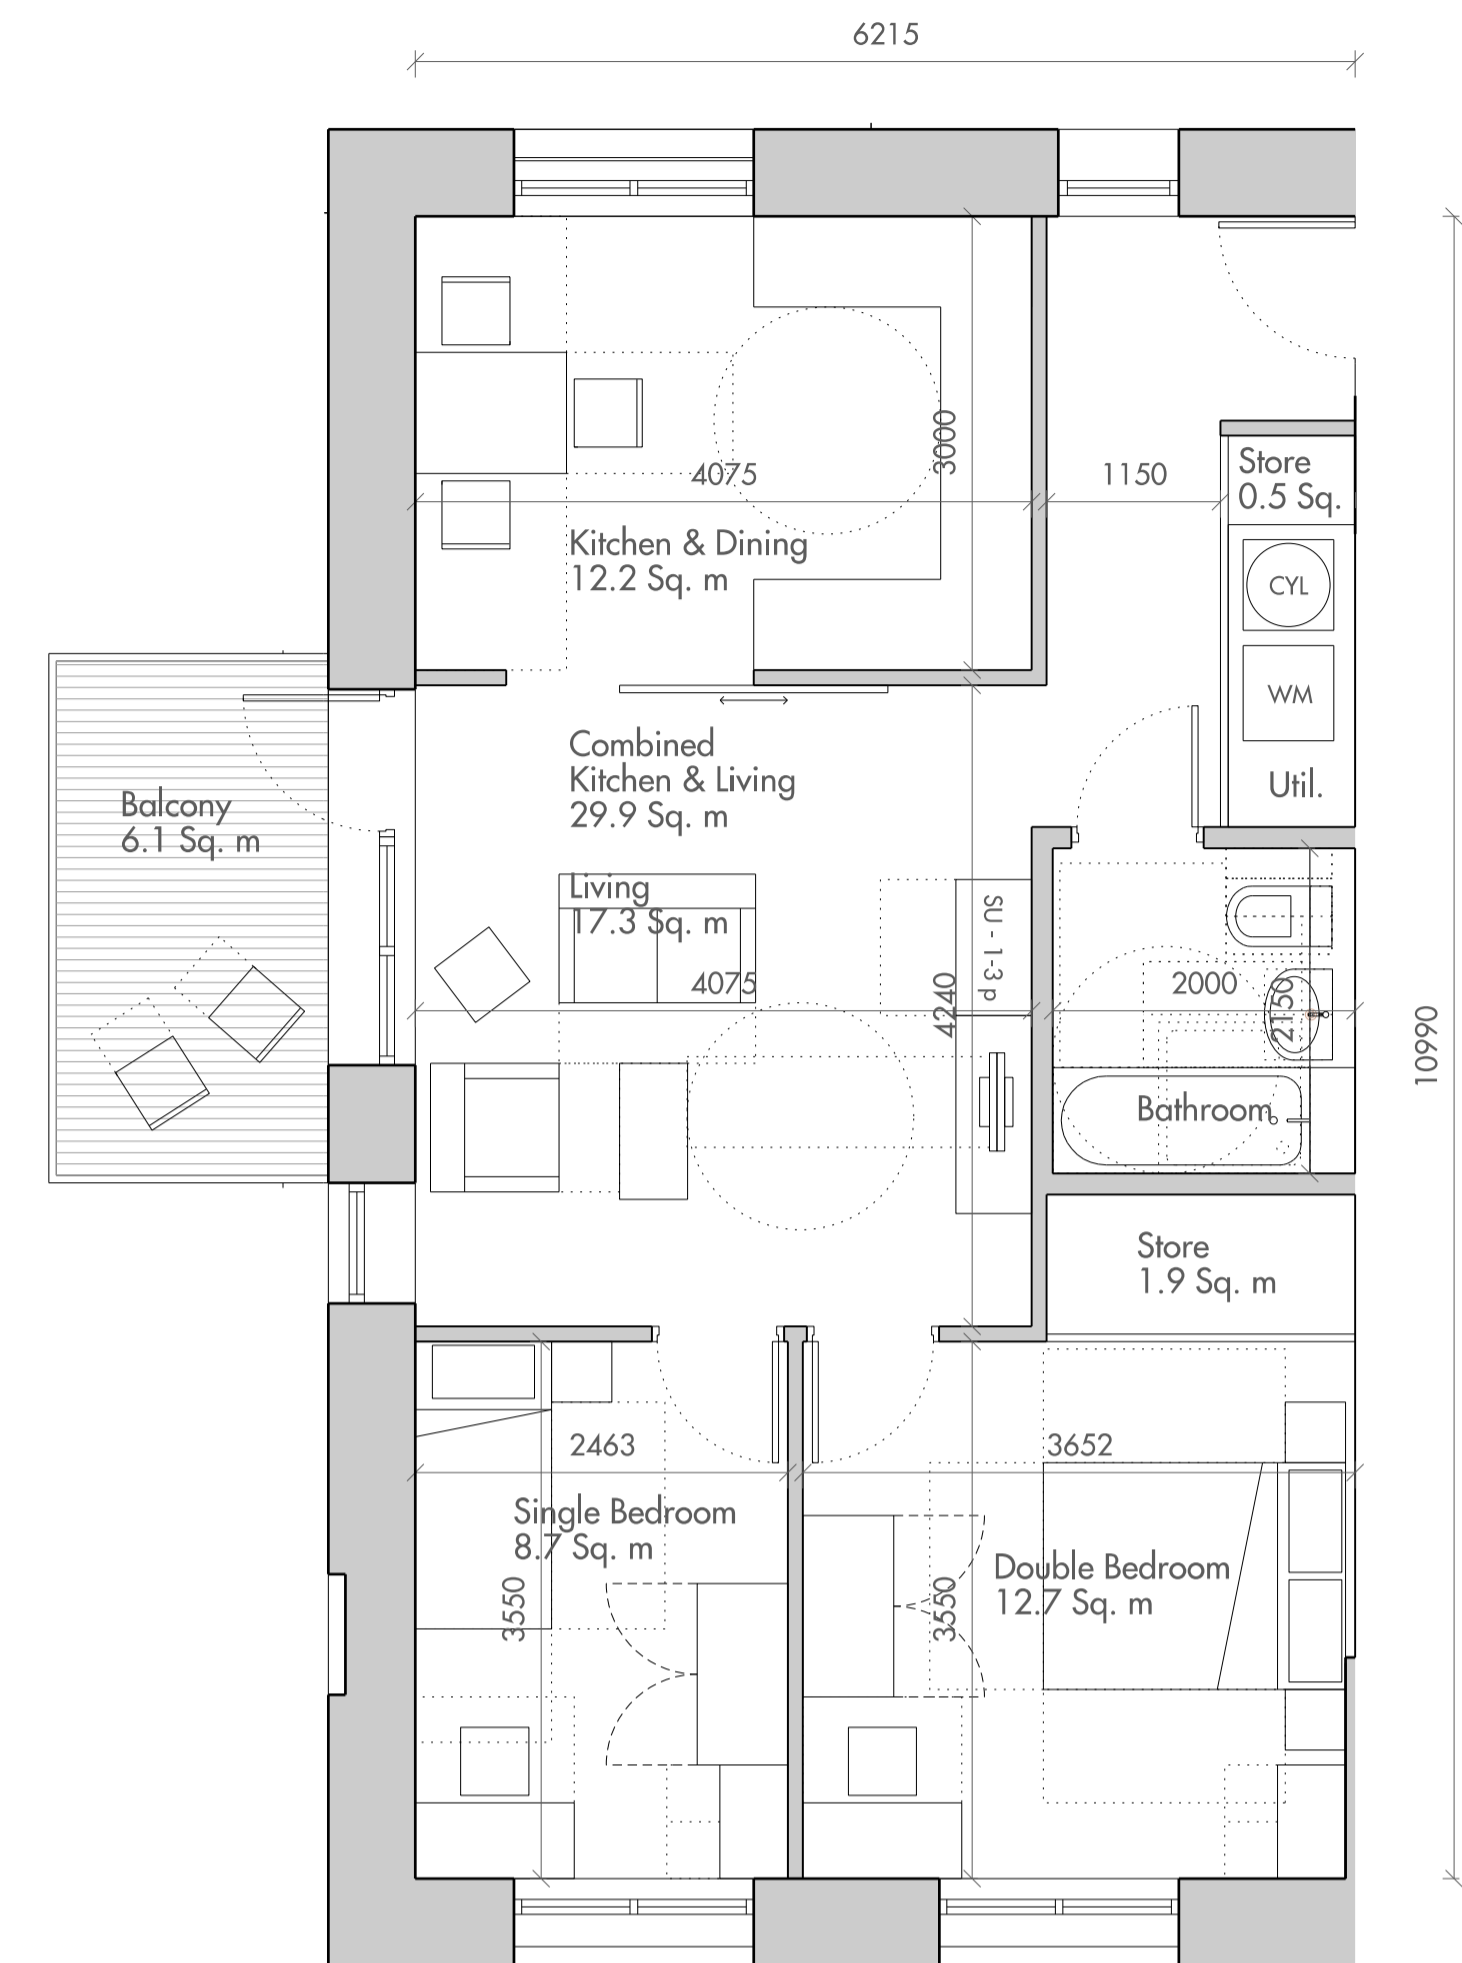 6215
Store
0.5 Sq.
3000
4075
1150
Kitchen & Dining
12.2 Sq. m
CYL
WM
Combined
Kitchen & Living
29.9 Sq. m
Util.
Balcony
6.1 Sq. m
Living
17.3 Sq. m
SU - 1-3 p
4075
4240
2000
2150
10990
Bathroom
Store
1.9 Sq. m
2463
3652
Single Bedroom
8.7 Sq. m
Double Bedroom
12.7 Sq. m
3550
3550